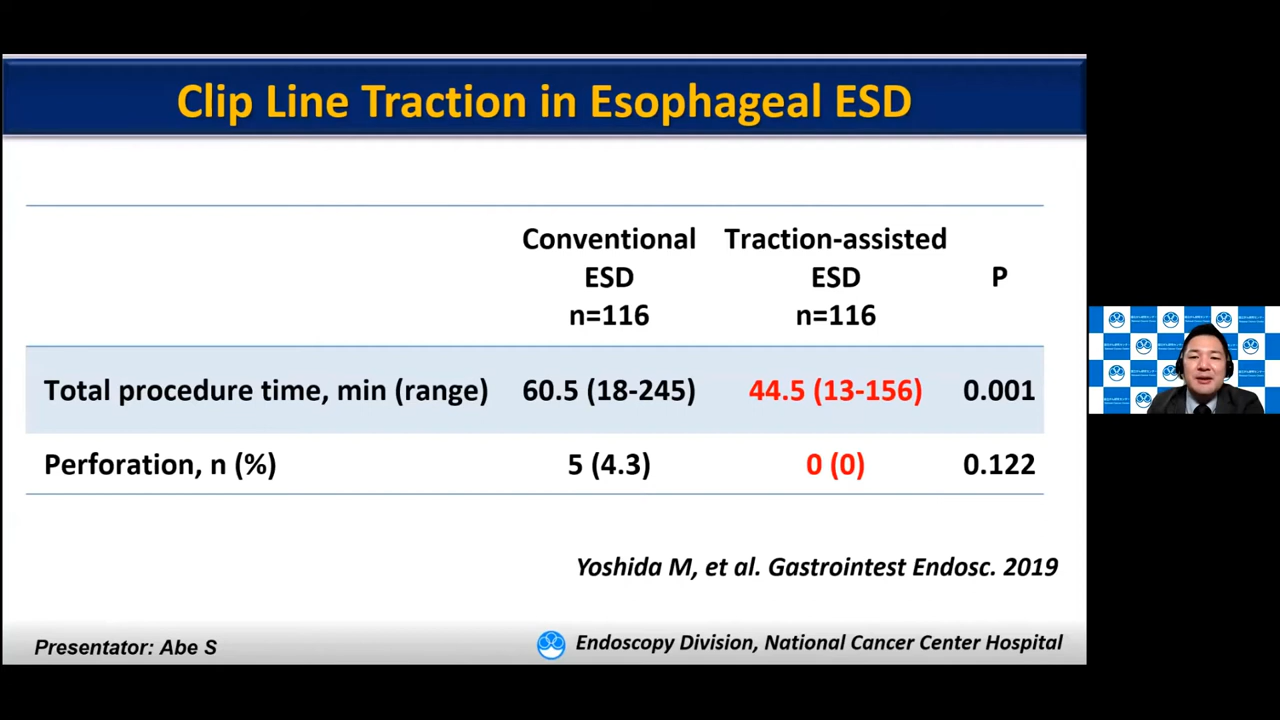 Clip Line Traction in Esophageal ESD
Conventional ESD n=116
Traction-assisted ESD n=116
P
Total procedure time, min (range) 60.5 (18-245) 44.5 (13-156) 0.001
Perforation, n (%) 5 (4.3) 0 (0) 0.122
Yoshida M, et al. Gastrointest Endosc. 2019
Presentator: Abe S
Endoscopy Division, National Cancer Center Hospital